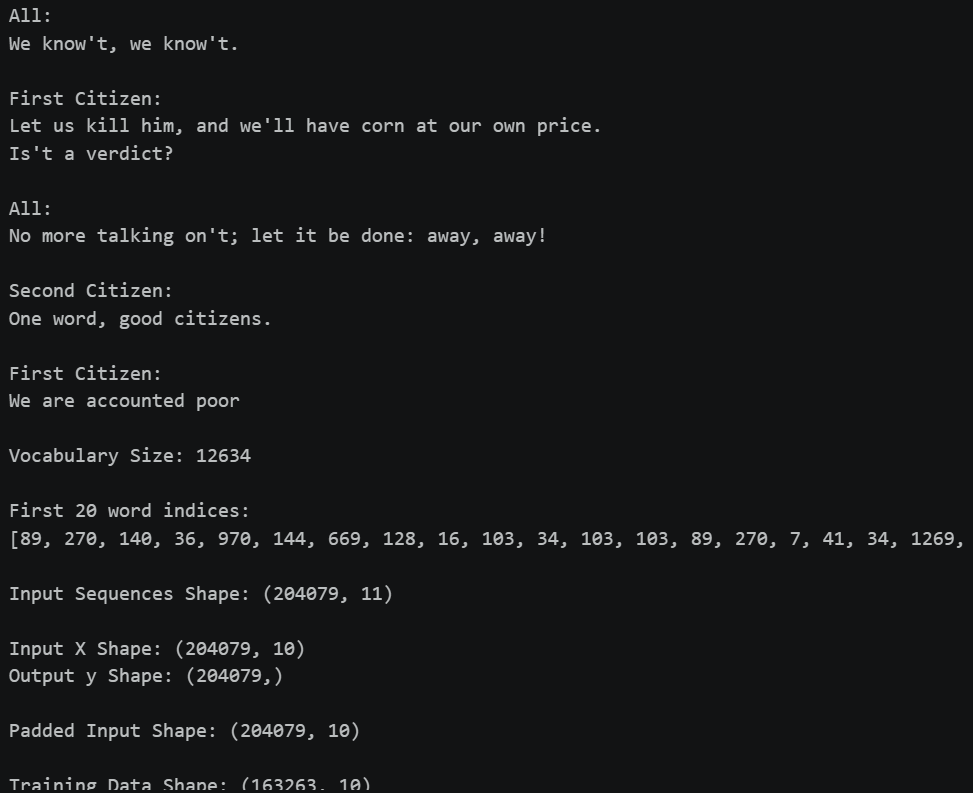 All:
We know't, we know't.
First Citizen:
Let us kill him, and we'll have corn at our own price.
Is't a verdict?
All:
No more talking on't; let it be done: away, away!
Second Citizen:
One word, good citizens.
First Citizen:
We are accounted poor
Vocabulary Size: 12634
First 20 word indices:
[89, 270, 140, 36, 970, 144, 669, 128, 16, 103, 34, 103, 103, 89, 270, 7, 41, 34, 1269,
Input Sequences Shape: (204079, 11)
Input X Shape: (204079, 10)
Output y Shape: (204079,)
Padded Input Shape: (204079, 10)
Training Data Shape: (163263, 10)